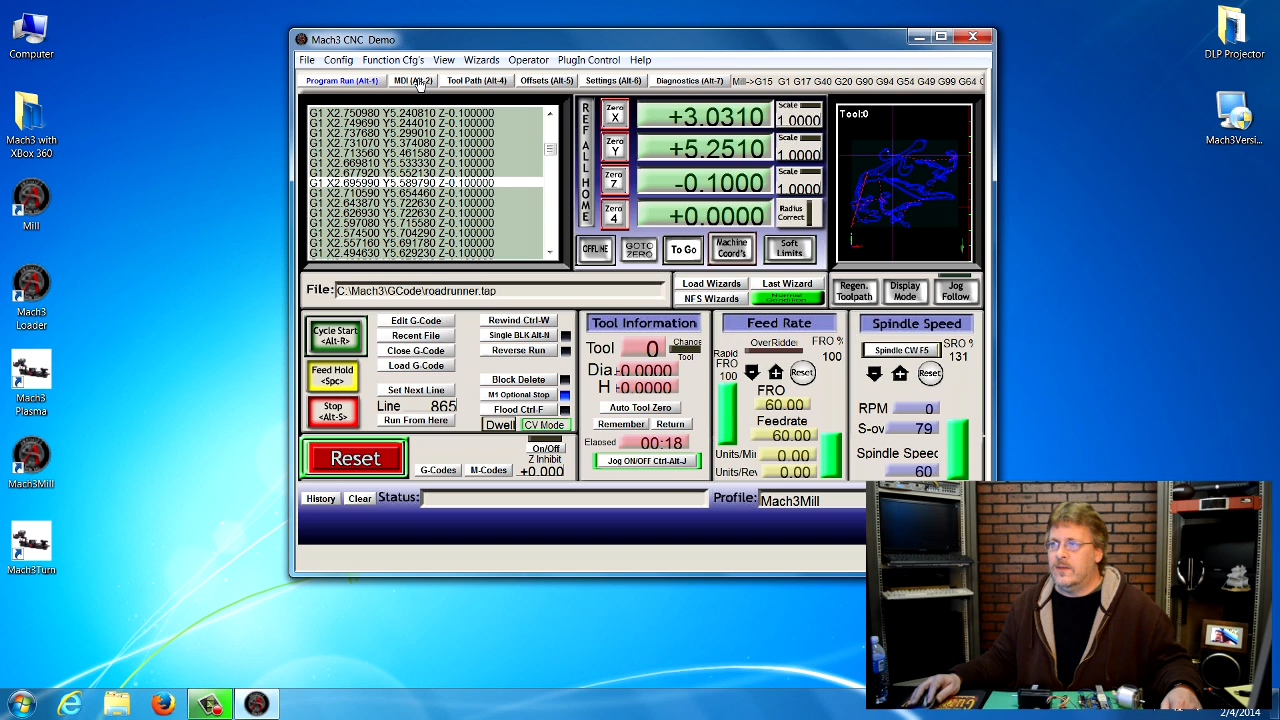 Computer
Mach3 with
XBox 360
Mill
Mach3
Loader
Mach3
Plasma
Mach3Mill
Mach3Turn
DLP Projector
Mach3Versi...
Mach3 CNC Demo
File Config Function Cfg's View Wizards Operator PlugIn Control Help
Program Run (Alt-1) MDI (Alt-2) Tool Path (Alt-4) Offsets (Alt-5) Settings (Alt-6) Diagnostics (Alt-7) Mill->G15 G1 G17 G40 G20 G90 G94 G54 G49 G99 G64
G1 X2.750980 Y5.240810 Z-0.100000
G1 X2.749690 Y5.244010 Z-0.100000
G1 X2.737680 Y5.299010 Z-0.100000
G1 X2.731070 Y5.374080 Z-0.100000
G1 X2.713560 Y5.461580 Z-0.100000
G1 X2.669810 Y5.533330 Z-0.100000
G1 X2.677920 Y5.552130 Z-0.100000
G1 X2.695990 Y5.589790 Z-0.100000
G1 X2.710590 Y5.654460 Z-0.100000
G1 X2.698870 Y5.722750 Z-0.100000
G1 X2.626930 Y5.722630 Z-0.100000
G1 X2.592410 Y5.715580 Z-0.100000
G1 X2.574900 Y5.704290 Z-0.100000
G1 X2.557160 Y5.691780 Z-0.100000
G1 X2.494630 Y5.629230 Z-0.100000
REF ALL HOME
Zero X +3.0310 Scale +1.0000
Zero Y +5.2510 Scale +1.0000
Zero Z -0.1000 Scale +1.0000
Zero 4 +0.0000 Radius Correct
OFFLINE GOTO ZERO To Go Machine Coord's Soft Limits
Tool:0
File: C:\Mach3\GCode\roadrunner.tap
Load Wizards Last Wizard
NFS Wizards Normal Condition
Regen. Toolpath Display Mode Jog Follow
Cycle Start
<Alt-R>
Feed Hold
<Spc>
Stop
<Alt-S>
Edit G-Code
Recent File
Close G-Code
Load G-Code
Set Next Line
Line 865
Run From Here
Rewind Ctrl-W
Single BLK Alt-N
Reverse Run
Block Delete
M1 Optional Stop
Flood Ctrl-F
Dwell CV Mode
Reset
G-Codes M-Codes
On/Off
Z Inhibit
+0.000
Tool Information
Tool 0 Change Tool
Dia. +0.0000
H +0.0000
Auto Tool Zero
Remember Return
Elapsed 00:18
Jog ON/OFF Ctrl-Alt-J
Feed Rate
OverRidden FRO %
100
Rapid
FRO
100
Reset
FRO
60.00
Feedrate
60.00
Units/Min 0.00
Units/Rev 0.00
Spindle Speed
Spindle CW F5 SRO %
131
Reset
RPM 0
S-ov 79
Spindle Speed
60
History Clear Status: Profile: Mach3Mill
2/4/2014